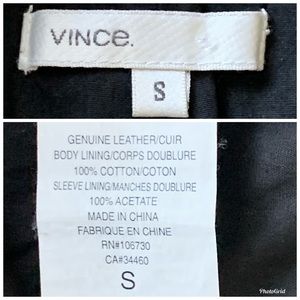 VINCE.
S
GENUINE LEATHER/CUIR
BODY LINING/CORPS DOUBLURE
100% COTTON/COTON
SLEEVE LINING/MANCHES DOUBLURE
100% ACETATE
MADE IN CHINA
FABRIQUE EN CHINE
RN#106730
CA#34460
S
PhotoGrid